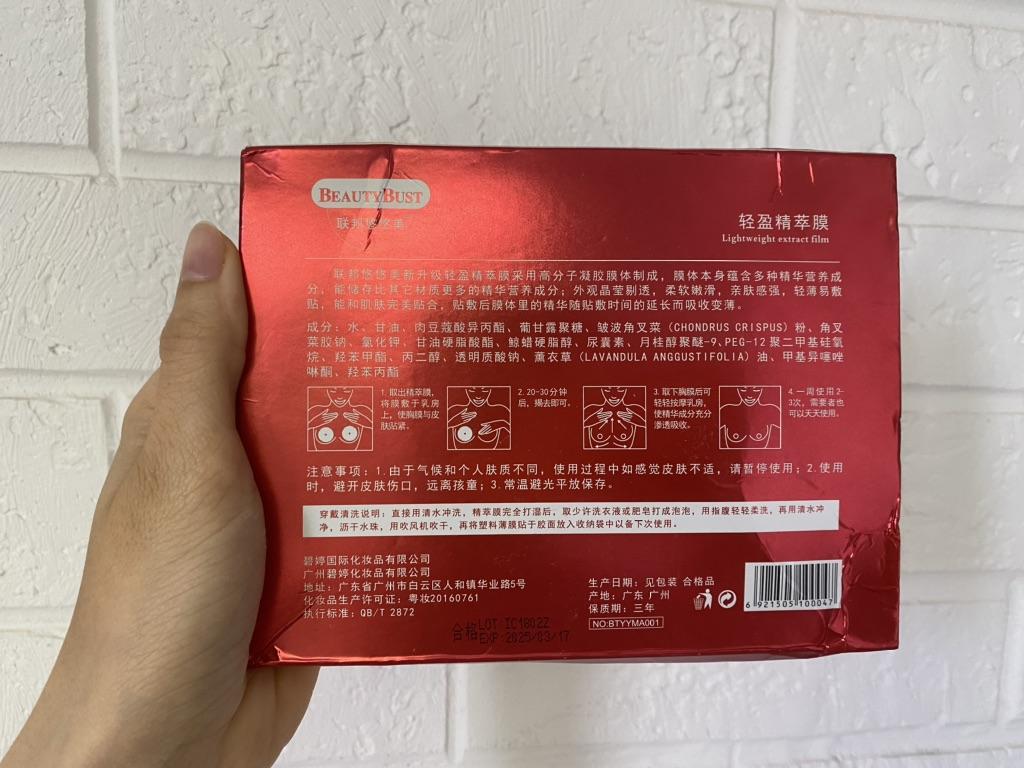 BEAUTYBUST
联邦悠悠美
轻盈精萃膜
Lightweight extract film
联邦悠悠美新升级轻盈精萃膜采用高分子凝胶膜体制成，膜体本身蕴含多种精华营养成
分，能储存比其它材质更多的精华营养成分；外观晶莹剔透，柔软嫩滑，亲肤感强，轻薄易敷
贴，能和肌肤完美贴合，贴敷后膜体里的精华随贴敷时间的延长而吸收变薄。
成分：水、甘油、肉豆蔻酸异丙酯、葡甘露聚糖、皱波角叉菜（CHONDRUS CRISPUS）粉、角叉
菜胶钠、氯化钾、甘油硬脂酸酯、鲸蜡硬脂醇、尿囊素、月桂醇聚醚-9、PEG-12 聚二甲基硅氧
烷、羟苯甲酯、丙二醇、透明质酸钠、薰衣草（LAVANDULA ANGGUSTIFOLIA）油、甲基异噻唑
啉酮、羟苯丙酯
1. 取出精萃膜，
将膜敷于乳房
上，使胸膜与皮
肤贴紧。
2. 20-30分钟
后，揭去即可。
3. 取下胸膜后可
轻轻按摩乳房，
使精华成分充分
渗透吸收。
4. 一周使用2-
3次，需要者也
可以天天使用。
注意事项：1.由于气候和个人肤质不同，使用过程中如感觉皮肤不适，请暂停使用；2.使用
时，避开皮肤伤口，远离孩童；3.常温避光平放保存。
穿戴清洗说明：直接用清水冲洗，精萃膜完全打湿后，取少许洗衣液或肥皂打成泡泡，用指腹轻轻柔洗，再用清水冲
净，沥干水珠，用吹风机吹干，再将塑料薄膜贴于胶面放入收纳袋中以备下次使用。
碧婷国际化妆品有限公司
广州碧婷化妆品有限公司
地址：广东省广州市白云区人和镇华业路5号
化妆品生产许可证：粤妆20160761
执行标准：QB/T 2872
合格 LOT:IC1802Z
EXP:2025/03/17
生产日期：见包装 合格品
产地：广东 广州
保质期：三年
NO:BTYYMA001
6 921505 100047